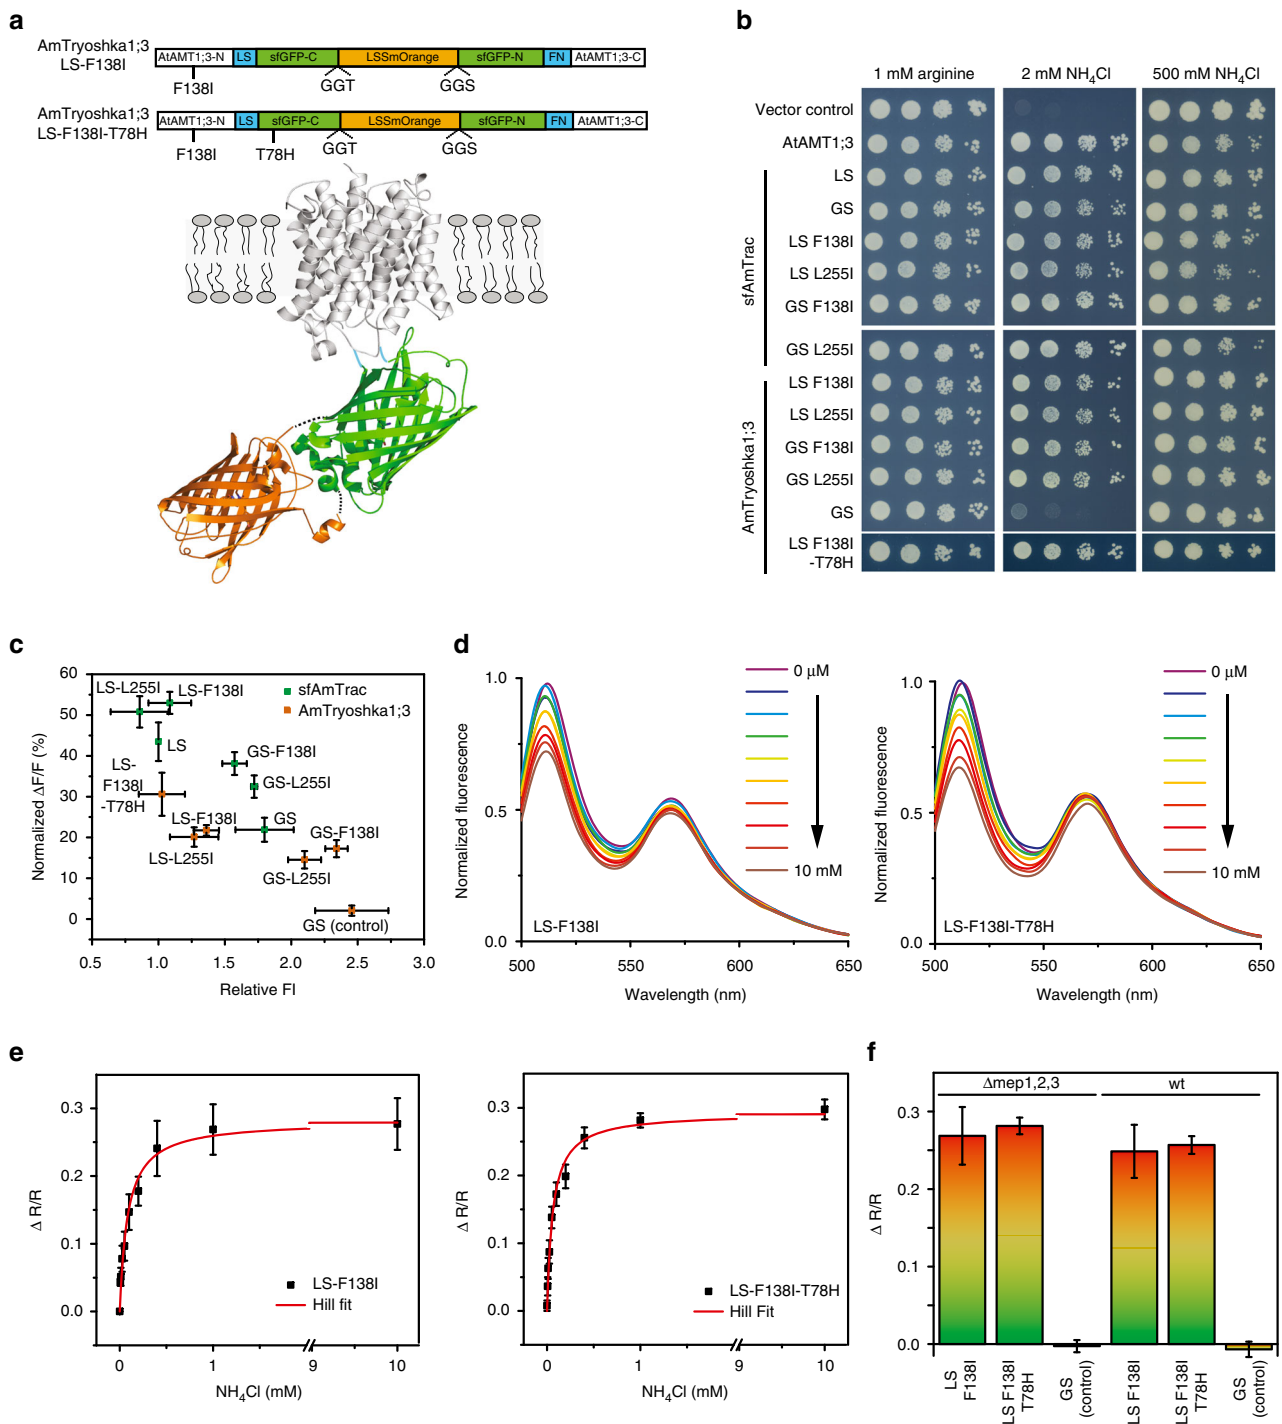 a
AmTryoshka1;3
LS-F138I
AtAMT1;3-N LS sfGFP-C LSSmOrange sfGFP-N FN AtAMT1;3-C
F138I GGT GGS
AmTryoshka1;3
LS-F138I-T78H
AtAMT1;3-N LS sfGFP-C LSSmOrange sfGFP-N FN AtAMT1;3-C
F138I T78H GGT GGS
b
1 mM arginine 2 mM NH₄Cl 500 mM NH₄Cl
Vector control
AtAMT1;3
sfAmTrac
LS
GS
LS F138I
LS L255I
GS F138I
GS L255I
AmTryoshka1;3
LS F138I
LS L255I
GS F138I
GS L255I
GS
LS F138I
-T78H
c
Normalized ΔF/F (%)
60
50
40
30
20
10
0
0.5 1.0 1.5 2.0 2.5 3.0
Relative FI
sfAmTrac
AmTryoshka1;3
LS-L255I
LS-F138I
LS
GS-F138I
GS-L255I
LS-
F138I
-T78H
LS-F138I
GS
GS-F138I
LS-L255I
GS-L255I
GS (control)
d
Normalized fluorescence
1.0
0.5
0.0
500 550 600 650
Wavelength (nm)
0 μM
10 mM
LS-F138I
Normalized fluorescence
1.0
0.5
0.0
500 550 600 650
Wavelength (nm)
0 μM
10 mM
LS-F138I-T78H
e
Δ R/R
0.3
0.2
0.1
0.0
0 1 9 10
NH₄Cl (mM)
LS-F138I
Hill fit
Δ R/R
0.3
0.2
0.1
0.0
0 1 9 10
NH₄Cl (mM)
LS-F138I-T78H
Hill Fit
f
Δmep1,2,3 wt
Δ R/R
0.3
0.2
0.1
0.0
LS
F138I
LS F138I
T78H
GS
(control)
LS F138I
LS F138I
T78H
GS
(control)